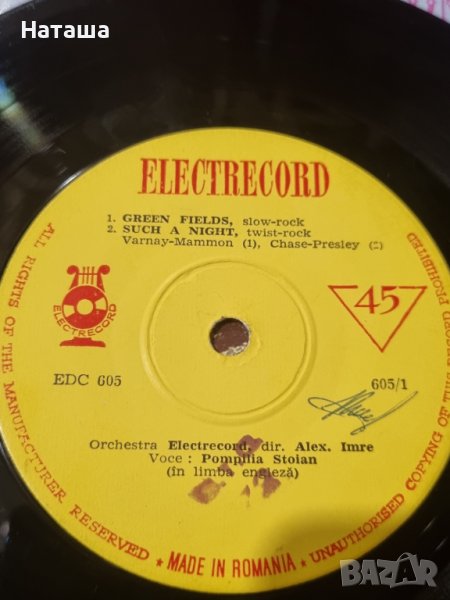 Наташа
ELECTRECORD
1. GREEN FIELDS, slow-rock
2. SUCH A NIGHT, twist-rock
Varnay-Mammon (1), Chase-Presley (2)
ELECTRECORD
45
EDC 605
605/1
Orchestra Electrecord, dir. Alex. Imre
Voce : Pompilia Stoian
(în limba engleză)
ALL RIGHTS OF THE MANUFACTURER RESERVED ★ MADE IN ROMANIA ★ UNAUTHORISED COPYING OF THIS RECORD PROHIBITED
BAZAR